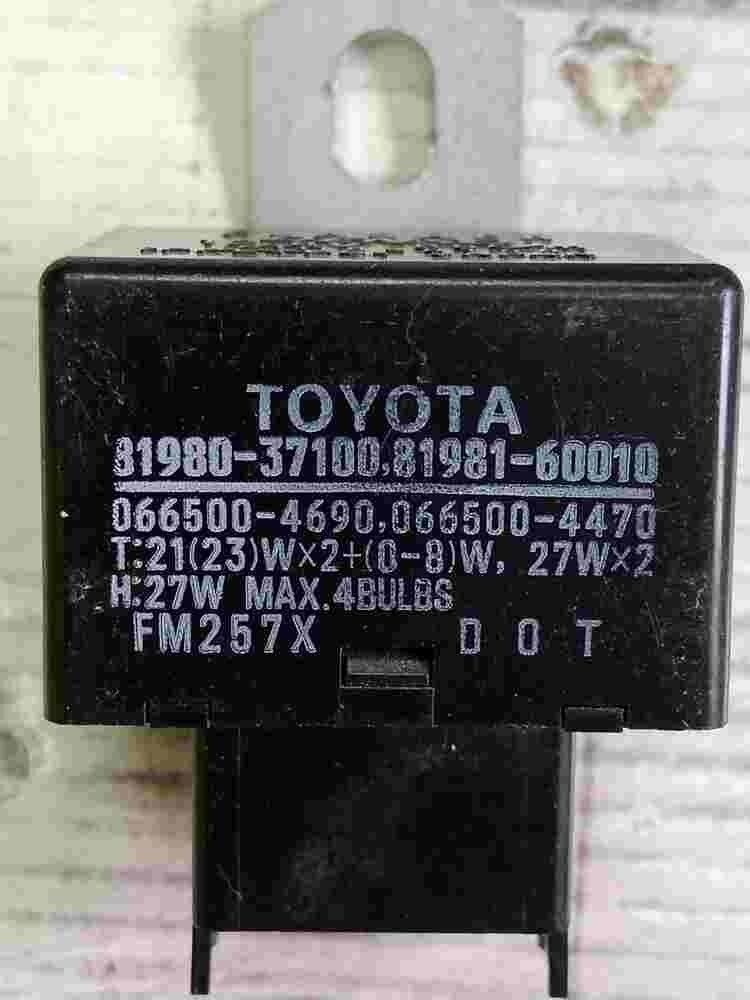 TOYOTA
81980-37100,81981-60010
066500-4690,066500-4470
T:21(23)W×2+(0-8)W, 27W×2
H:27W MAX.4BULBS
FM257X DOT